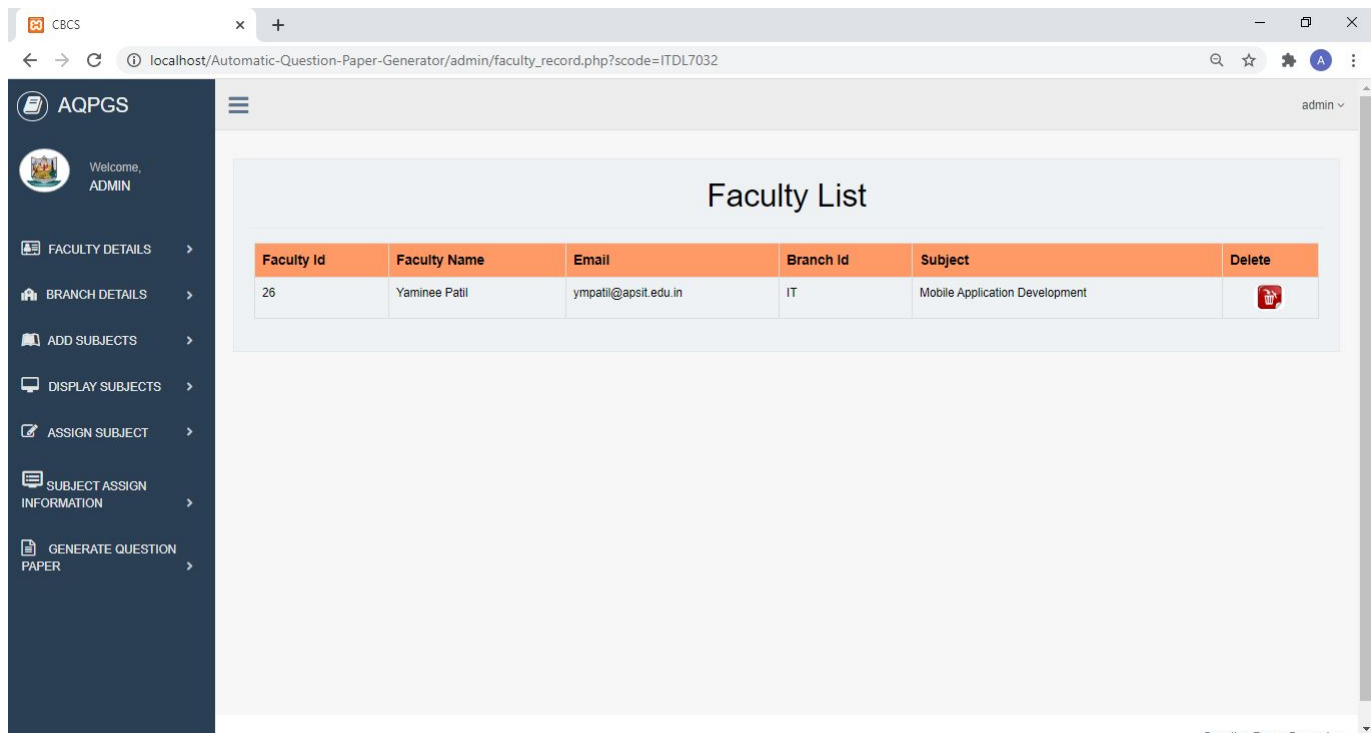 CBCS
localhost/Automatic-Question-Paper-Generator/admin/faculty_record.php?scode=ITDL7032
A
AQPGS
admin
Welcome,
ADMIN
FACULTY DETAILS
BRANCH DETAILS
ADD SUBJECTS
DISPLAY SUBJECTS
ASSIGN SUBJECT
SUBJECT ASSIGN
INFORMATION
GENERATE QUESTION
PAPER
Faculty List
Faculty Id Faculty Name Email Branch Id Subject Delete
26 Yaminee Patil ympatil@apsit.edu.in IT Mobile Application Development